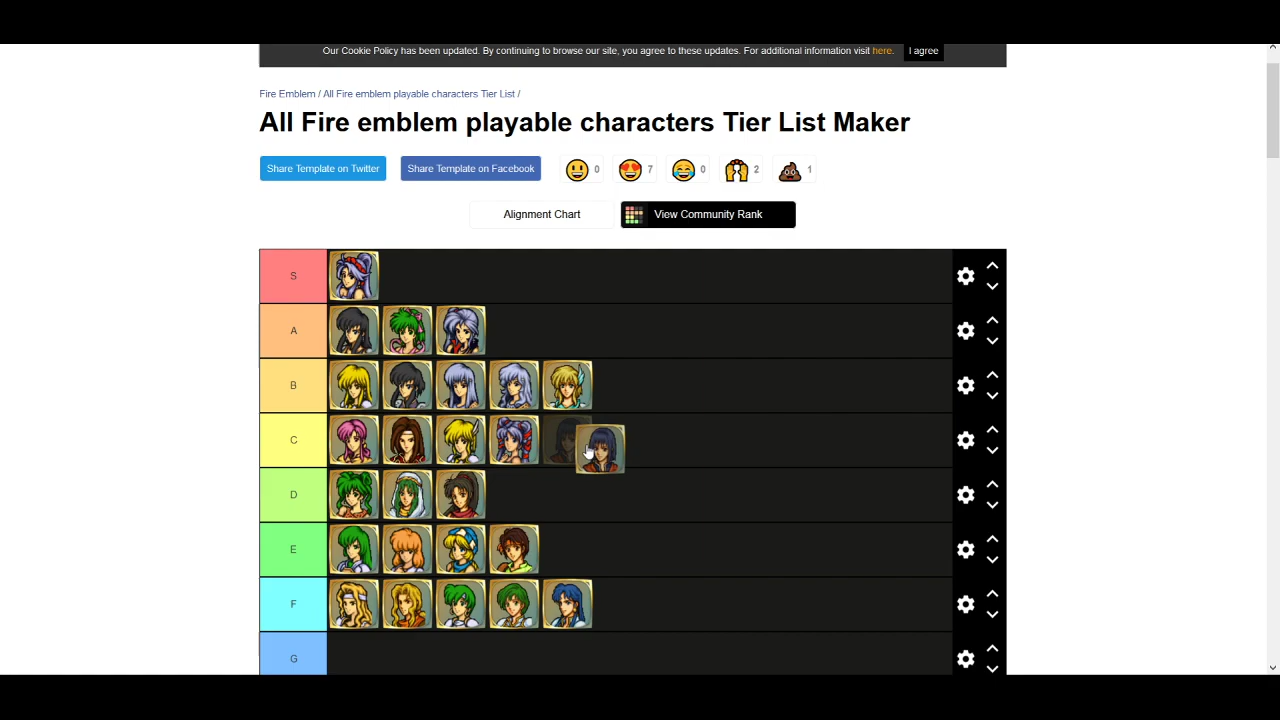 Our Cookie Policy has been updated. By continuing to browse our site, you agree to these updates. For additional information visit here. I agree
Fire Emblem / All Fire emblem playable characters Tier List /
All Fire emblem playable characters Tier List Maker
Share Template on Twitter Share Template on Facebook 0 7 0 2 1
Alignment Chart View Community Rank
S
A
B
C
D
E
F
G